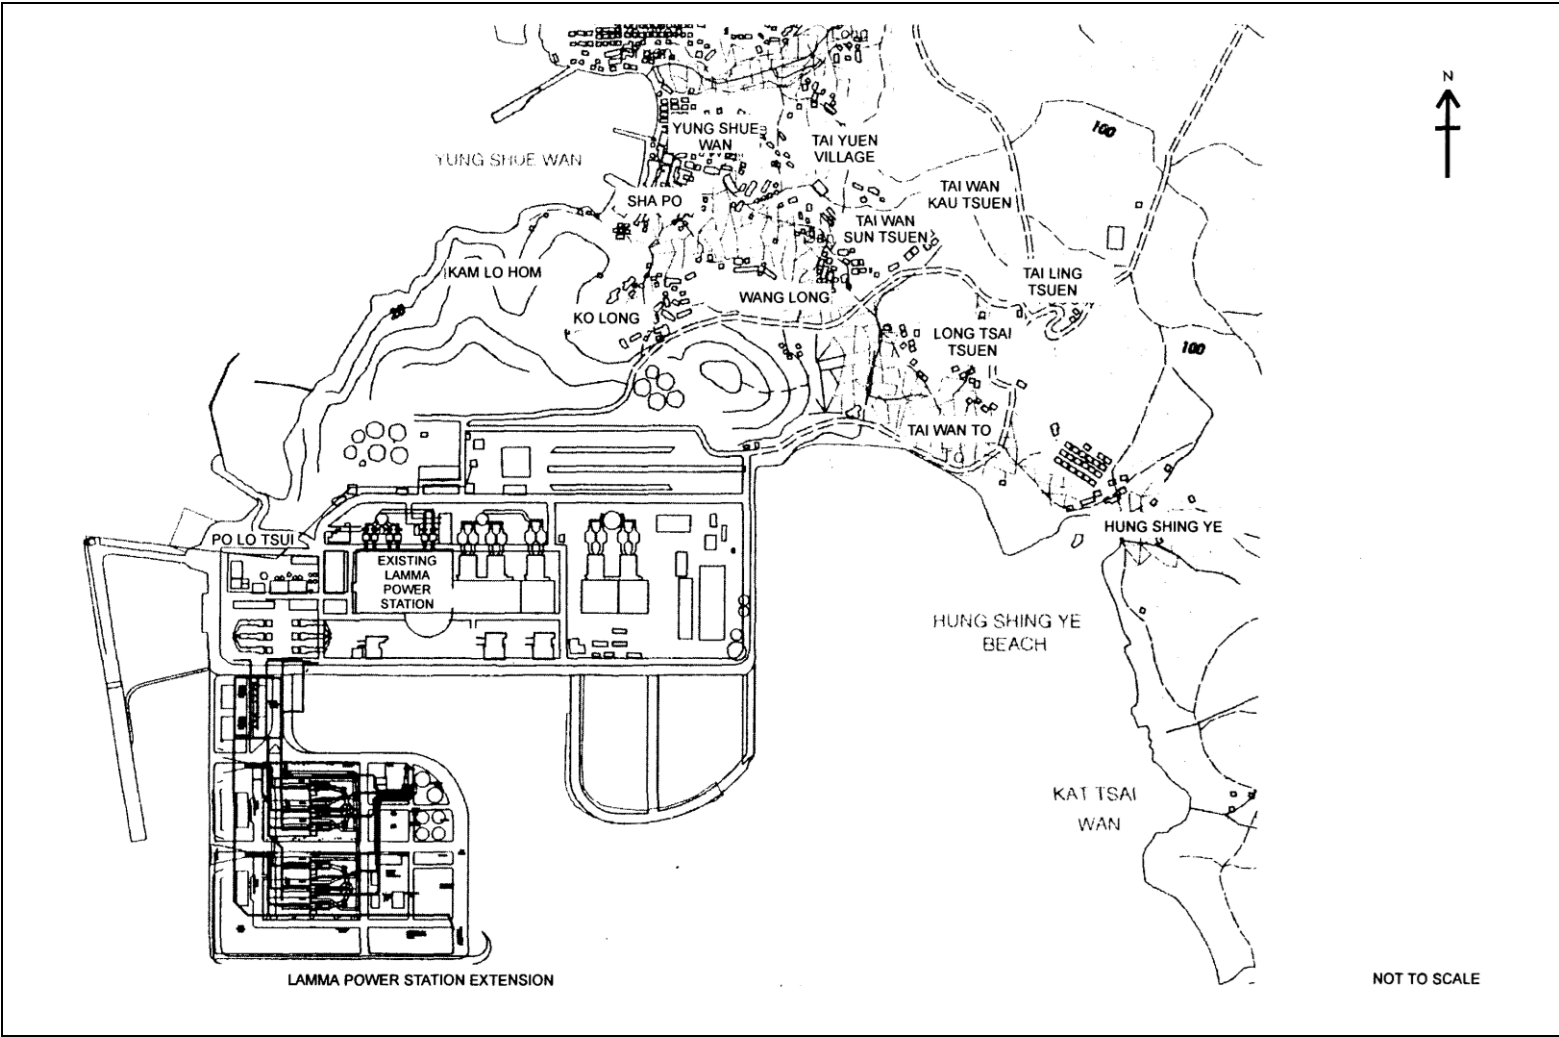 N
100
YUNG SHUE
WAN
TAI YUEN
VILLAGE
YUNG SHUE WAN
TAI WAN
KAU TSUEN
SHA PO
TAI WAN
SUN TSUEN
KAM LO HOM
TAI LING
TSUEN
WANG LONG
20
KO LONG
LONG TSAI
TSUEN
100
TAI WAN TO
HUNG SHING YE
PO LO TSUI
EXISTING
LAMMA
POWER
STATION
HUNG SHING YE
BEACH
KAT TSAI
WAN
LAMMA POWER STATION EXTENSION
NOT TO SCALE